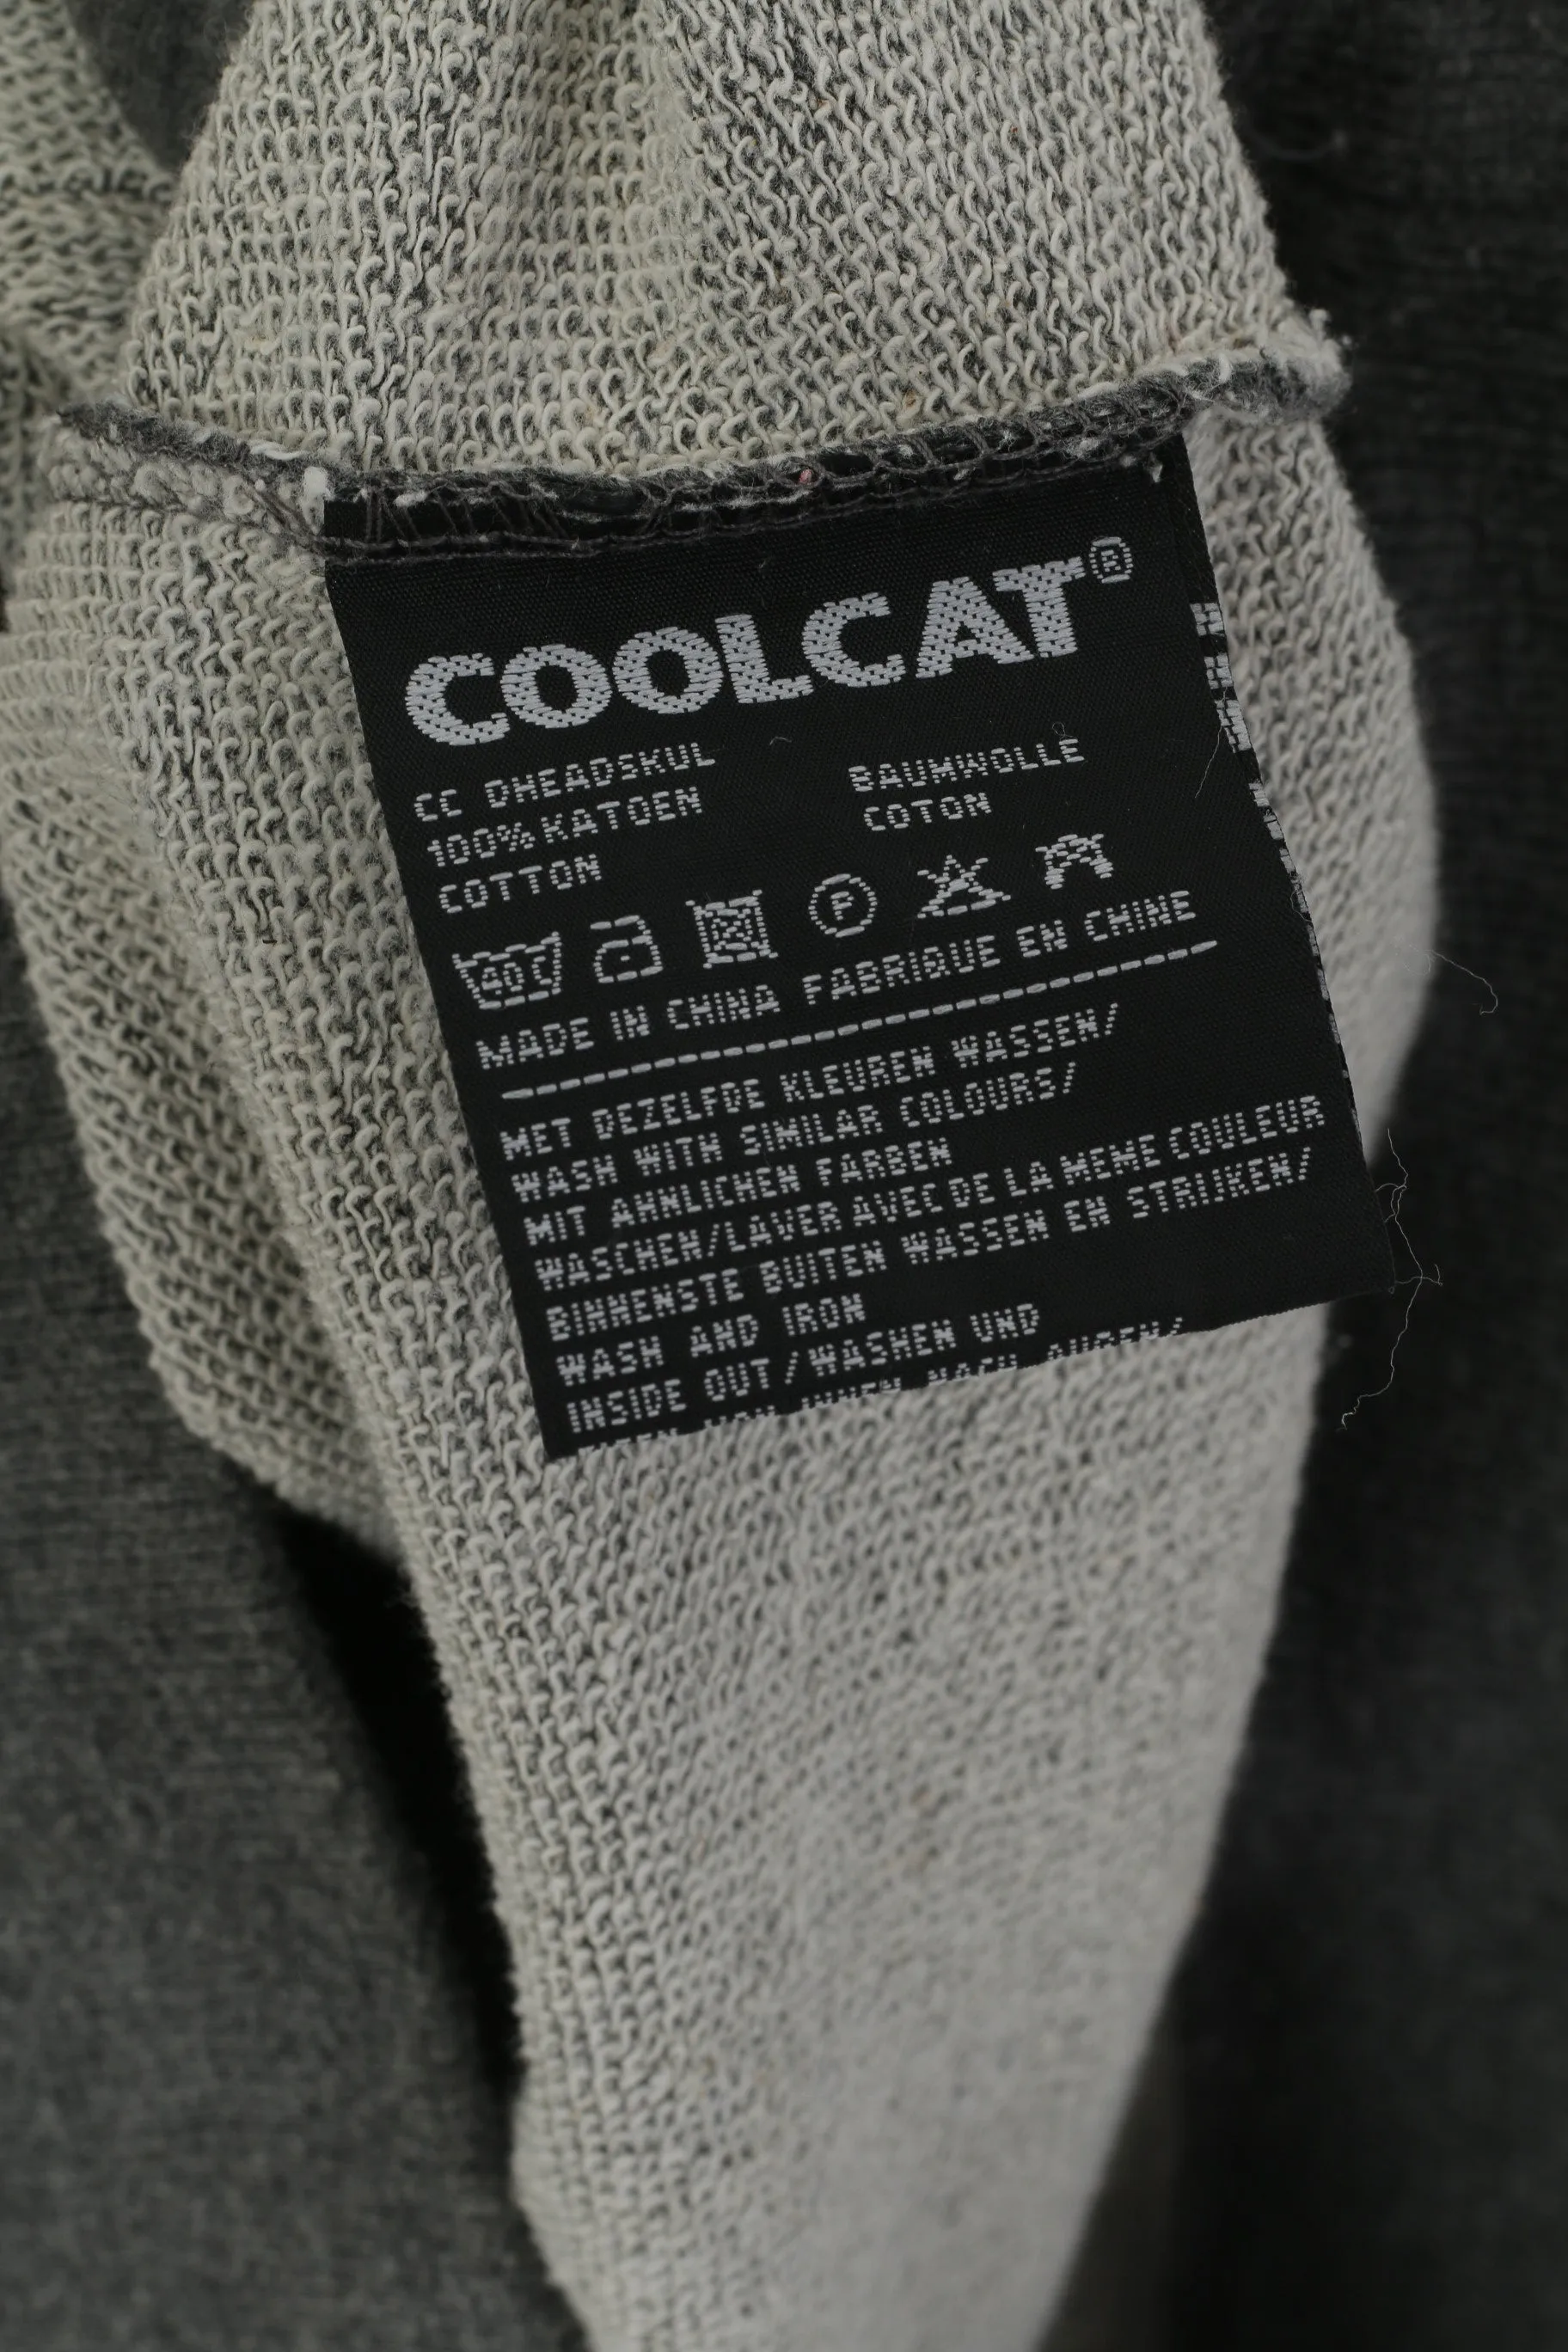 COOLCAT®
CC OHEADSKUL
100% KATOEN BAUMWOLLE
COTTON COTON
40C P
MADE IN CHINA FABRIQUE EN CHINE
MET DEZELFDE KLEUREN WASSEN/
WASH WITH SIMILAR COLOURS/
MIT AHNLICHEN FARBEN
WASCHEN/LAVER AVEC DE LA MEME COULEUR
BINNENSTE BUITEN WASSEN EN STRIJKEN/
WASH AND IRON
INSIDE OUT/WASHEN UND